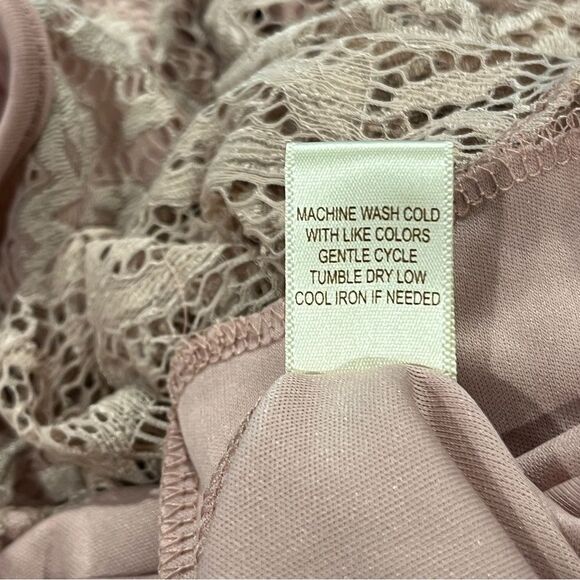 MACHINE WASH COLD
WITH LIKE COLORS
GENTLE CYCLE
TUMBLE DRY LOW
COOL IRON IF NEEDED